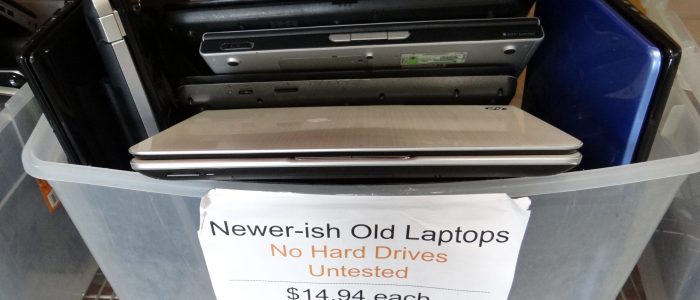 Newer-ish Old Laptops
No Hard Drives
Untested
$14.94 each